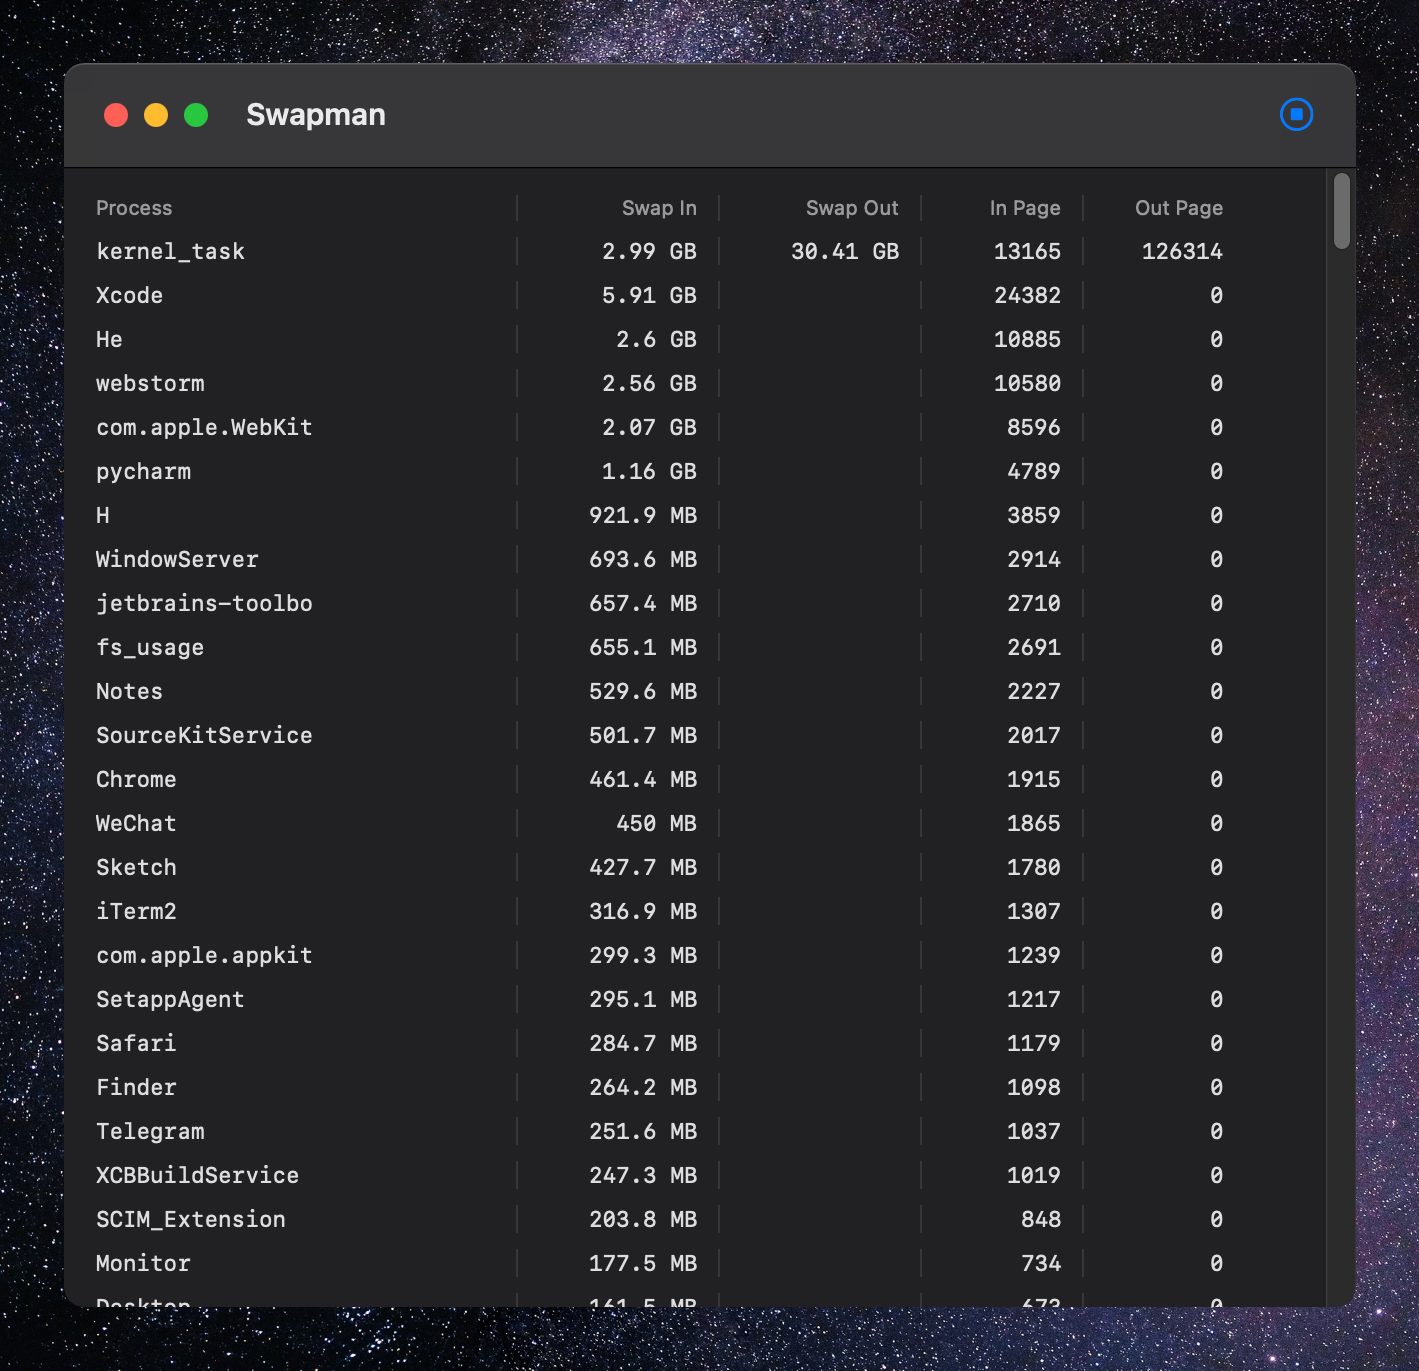 Swapman
Process Swap In Swap Out In Page Out Page
kernel_task 2.99 GB 30.41 GB 13165 126314
Xcode 5.91 GB 24382 0
He 2.6 GB 10885 0
webstorm 2.56 GB 10580 0
com.apple.WebKit 2.07 GB 8596 0
pycharm 1.16 GB 4789 0
H 921.9 MB 3859 0
WindowServer 693.6 MB 2914 0
jetbrains-toolbo 657.4 MB 2710 0
fs_usage 655.1 MB 2691 0
Notes 529.6 MB 2227 0
SourceKitService 501.7 MB 2017 0
Chrome 461.4 MB 1915 0
WeChat 450 MB 1865 0
Sketch 427.7 MB 1780 0
iTerm2 316.9 MB 1307 0
com.apple.appkit 299.3 MB 1239 0
SetappAgent 295.1 MB 1217 0
Safari 284.7 MB 1179 0
Finder 264.2 MB 1098 0
Telegram 251.6 MB 1037 0
XCBBuildService 247.3 MB 1019 0
SCIM_Extension 203.8 MB 848 0
Monitor 177.5 MB 734 0
Desktop 161.5 MB 0